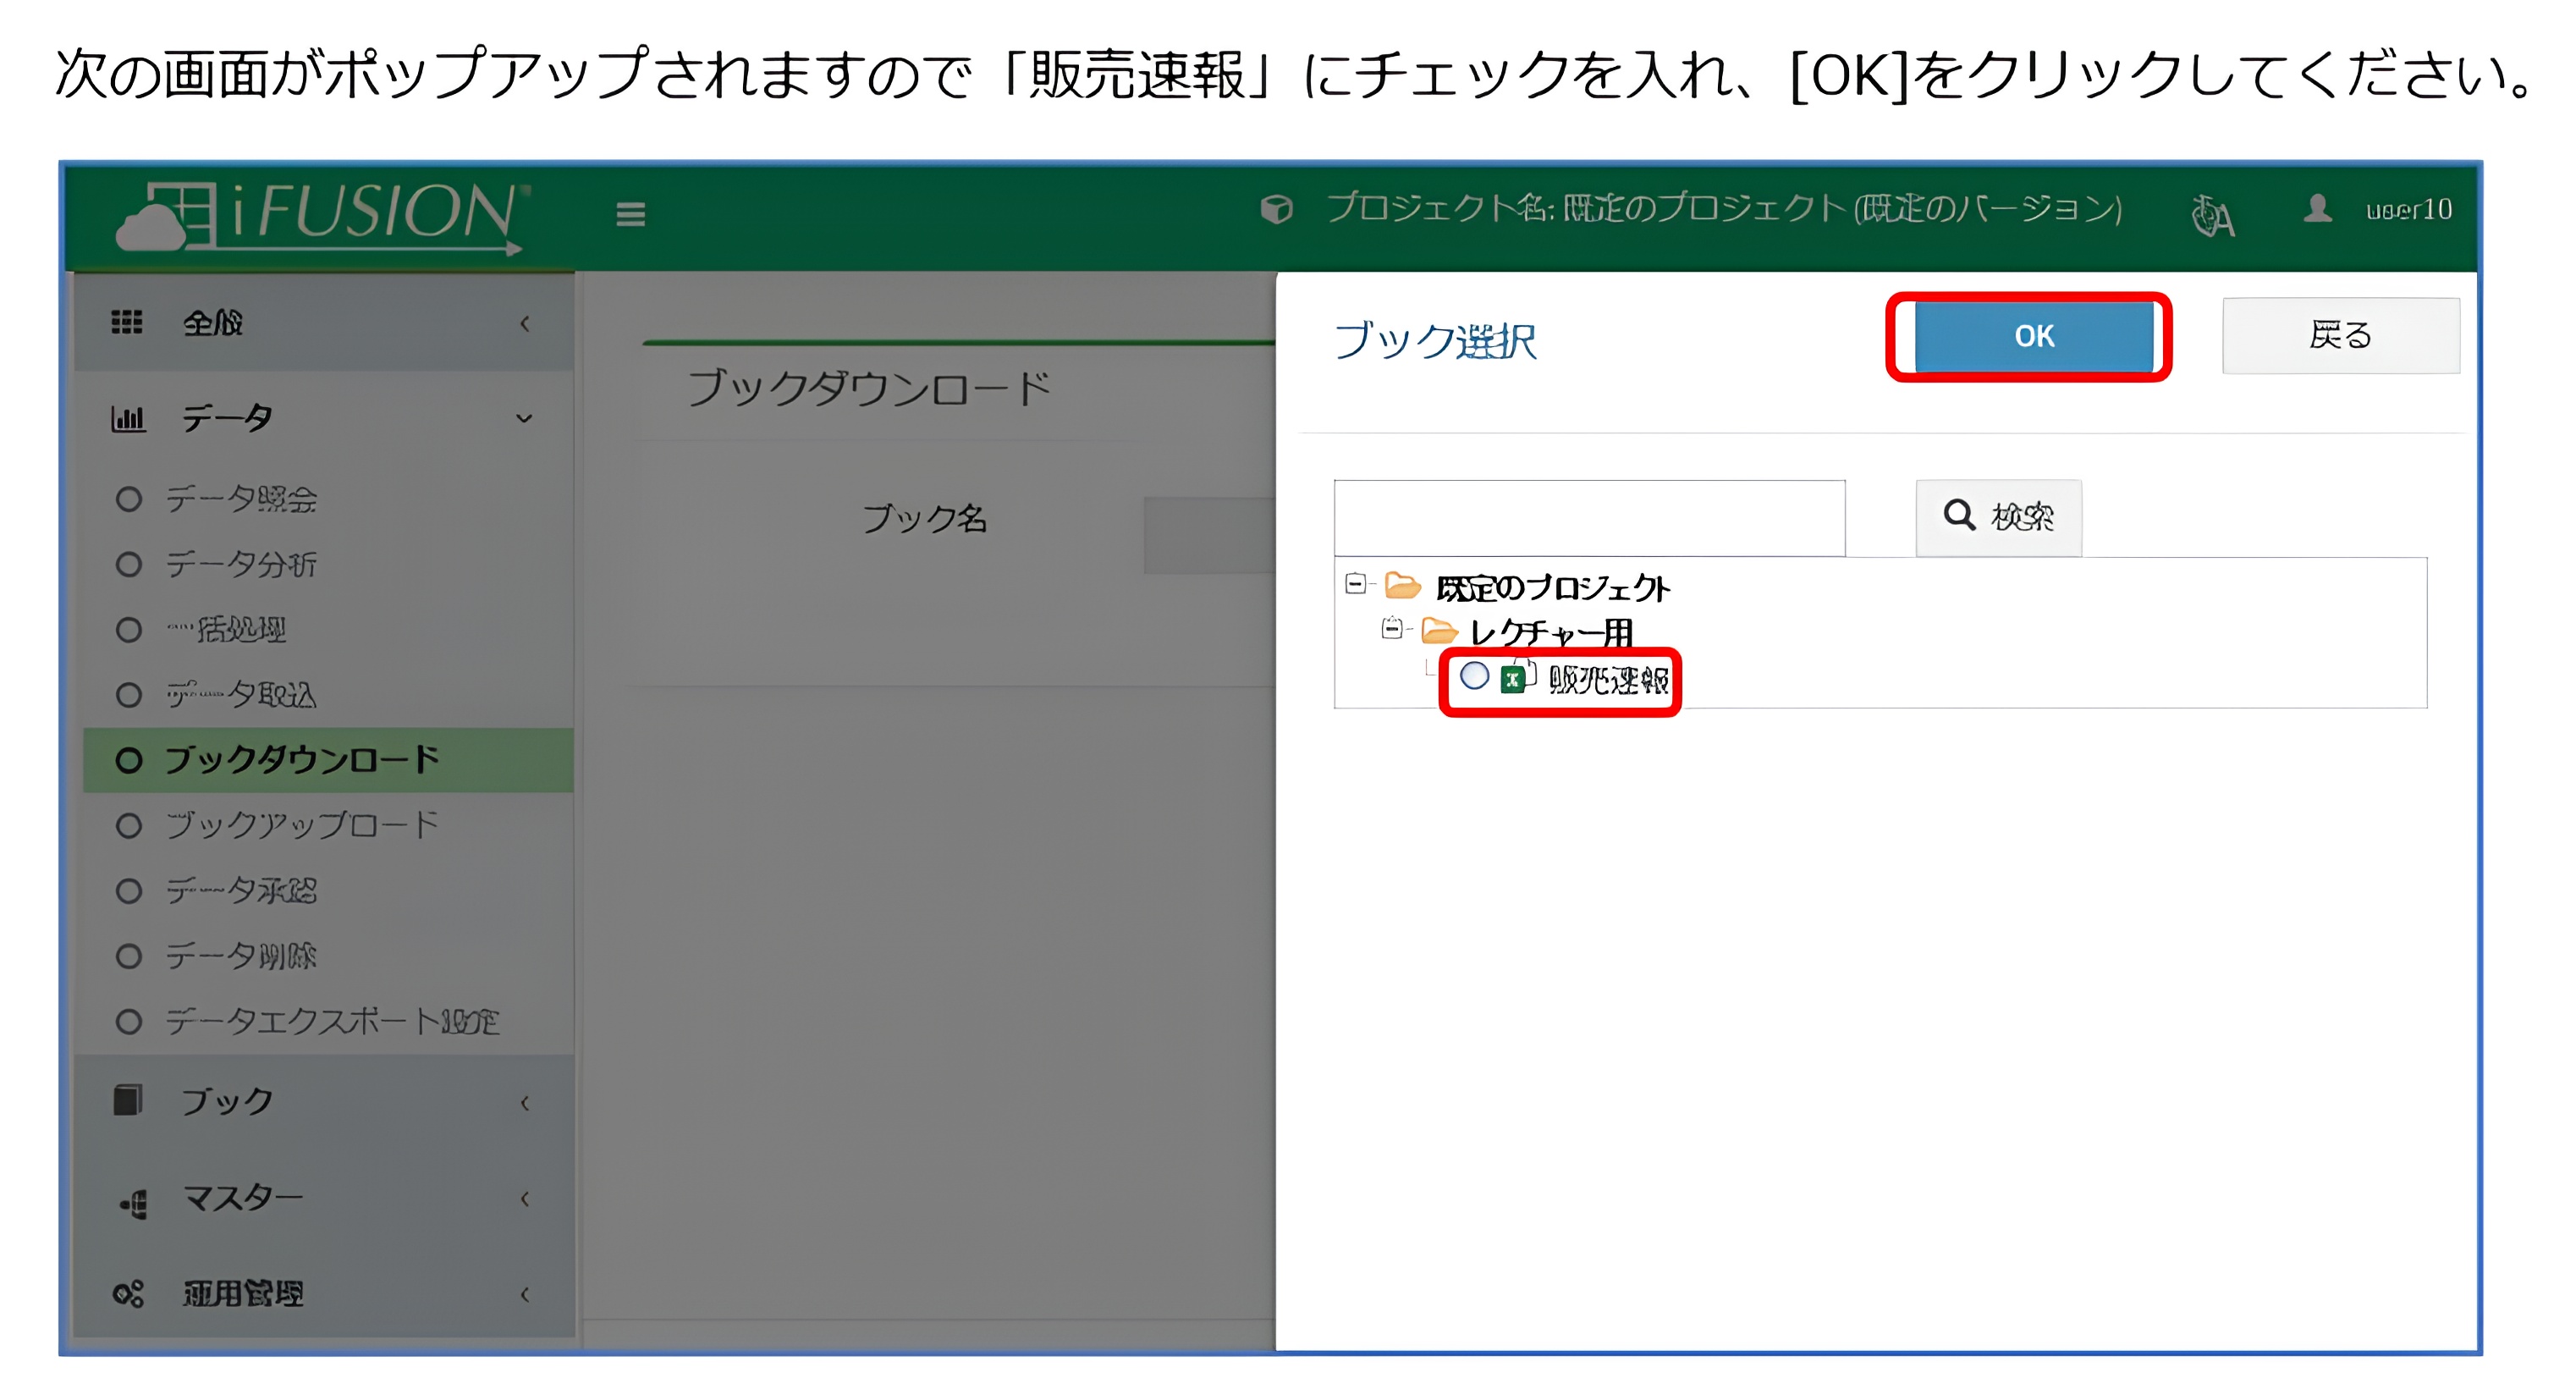 次の画面がポップアップされますので「販売速報」にチェックを入れ、[OK]をクリックしてください。
iFUSION
プロジェクト名: 既定のプロジェクト (既定のバージョン)
user10
全般
データ
データ照会
データ分析
一括処理
データ取込
ブックダウンロード
ブックアップロード
データ承認
データ削除
データエクスポート設定
ブック
マスター
運用管理
ブックダウンロード
ブック名
ブック選択
OK
戻る
検索
既定のプロジェクト
レクチャー用
販売速報